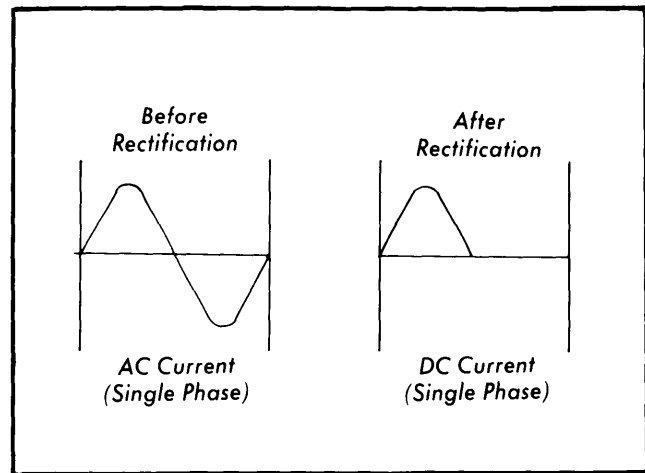 Before
Rectification
After
Rectification
AC Current
(Single Phase)
DC Current
(Single Phase)